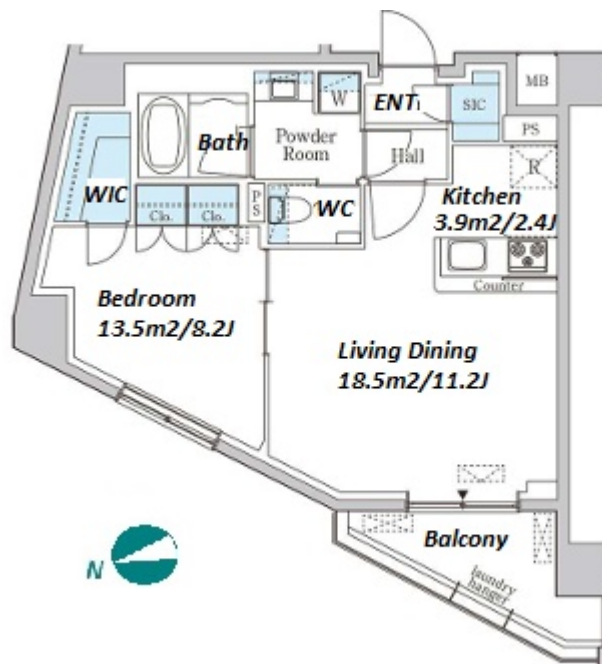 MB
W
ENT.
SIC
Bath
Powder
Room
Hall
PS
R
WIC
Clo.
Clo.
PS
WC
Kitchen
3.9m2/2.4J
Counter
Bedroom
13.5m2/8.2J
Living Dining
18.5m2/11.2J
Balcony
laundry
hanger
N